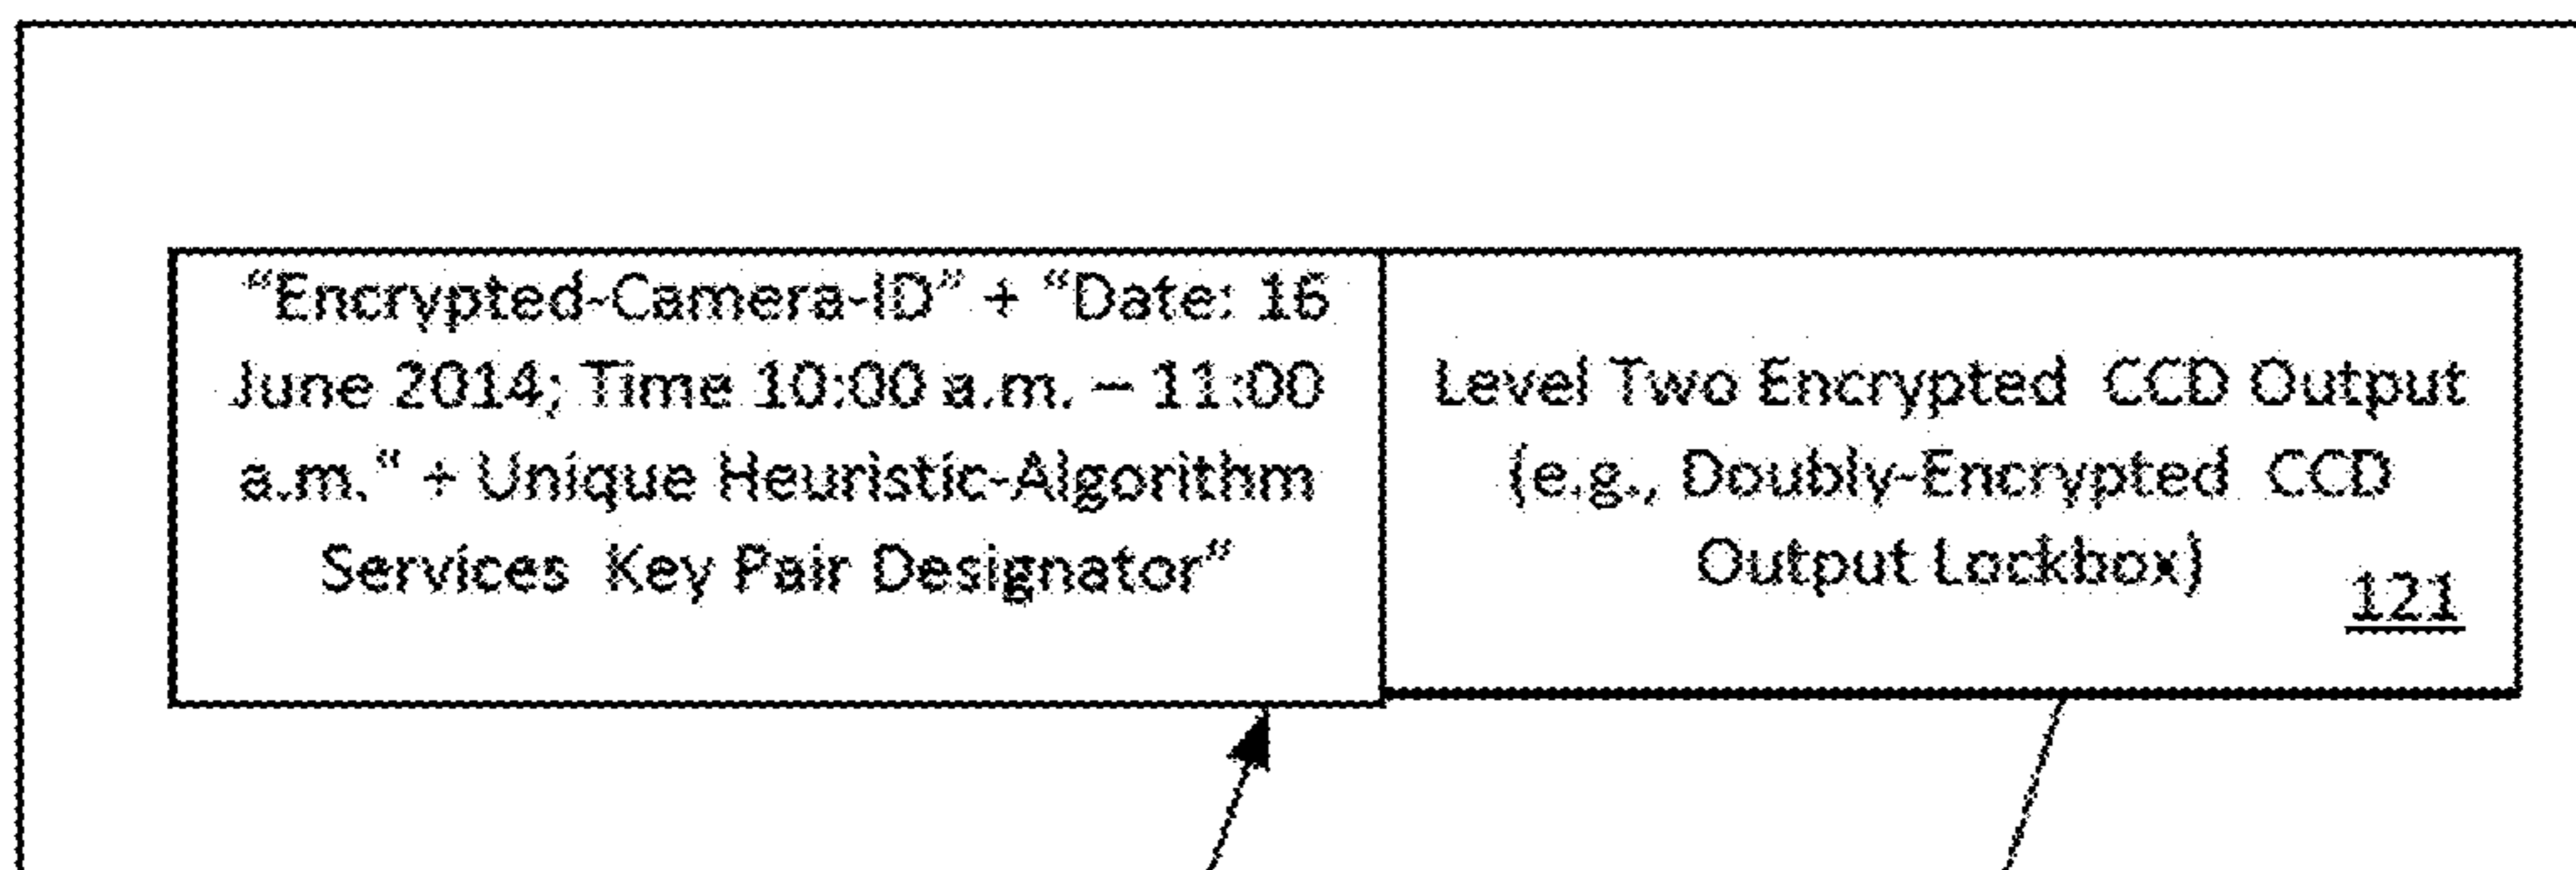 “Encrypted-Camera-ID” + “Date: 16
June 2014; Time 10:00 a.m. – 11:00
a.m.“ + Unique Heuristic-Algorithm
Services Key Pair Designator”
Level Two Encrypted CCD Output
(e.g., Doubly-Encrypted CCD
Output Lockbox)
121